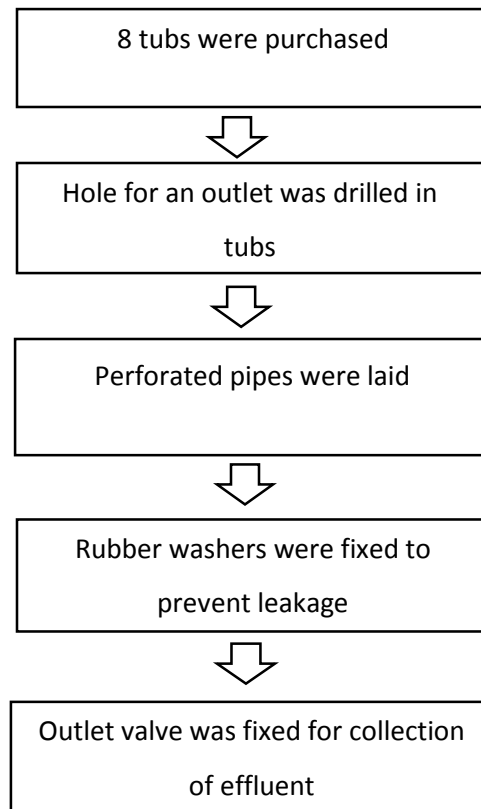 8 tubs were purchased
Hole for an outlet was drilled in
tubs
Perforated pipes were laid
Rubber washers were fixed to
prevent leakage
Outlet valve was fixed for collection
of effluent